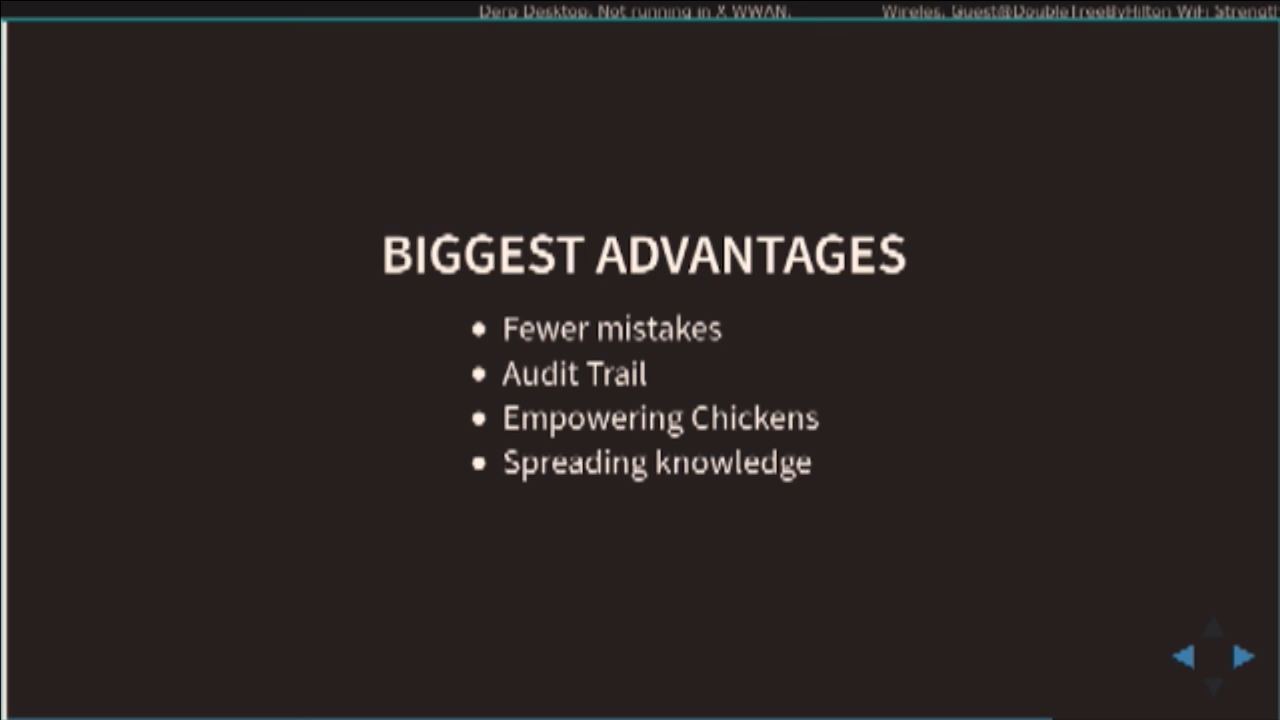 Derp Desktop. Not running in X WWAN. Wireles. Guest@DoubleTreeByHilton WiFi Strength
BIGGEST ADVANTAGES
Fewer mistakes
Audit Trail
Empowering Chickens
Spreading knowledge